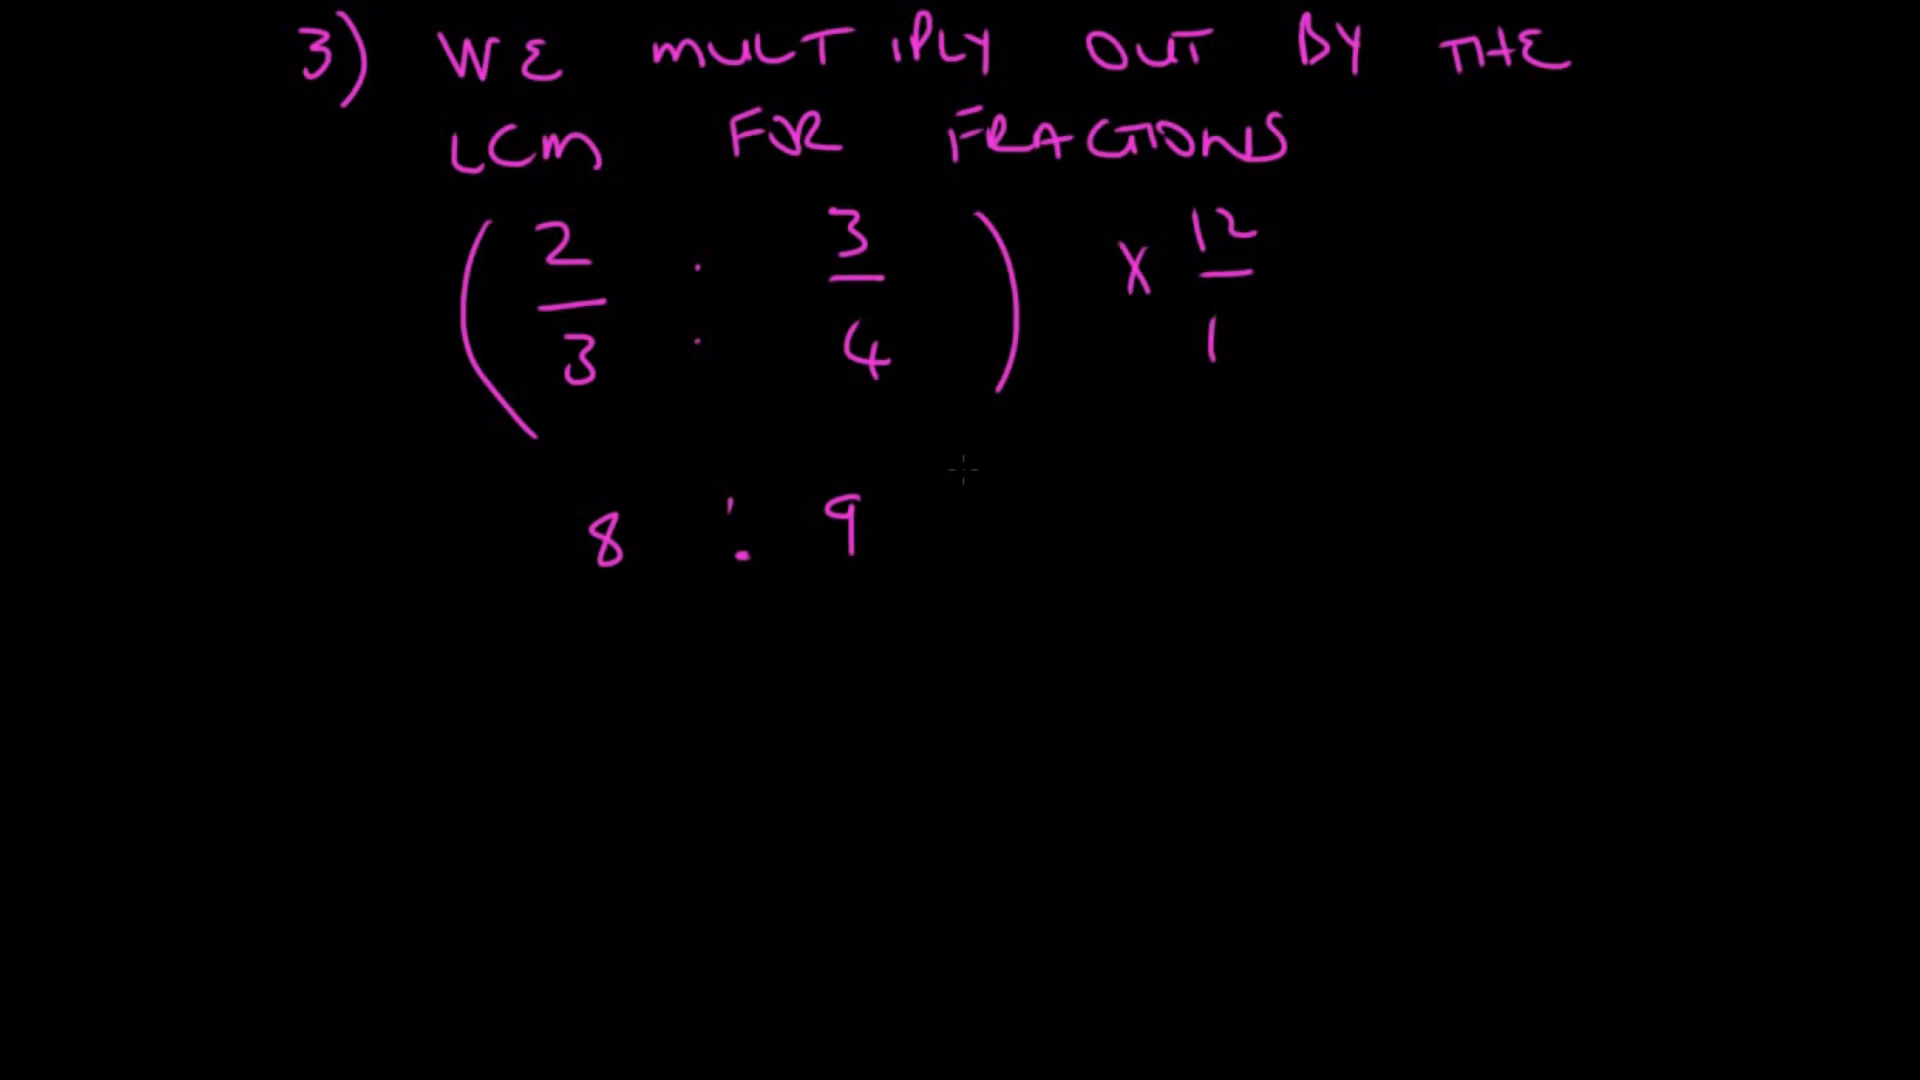 3) WE MULTIPLY OUT BY THE
LCM FOR FRACTIONS
(2/3 : 3/4) x 12/1
8 : 9